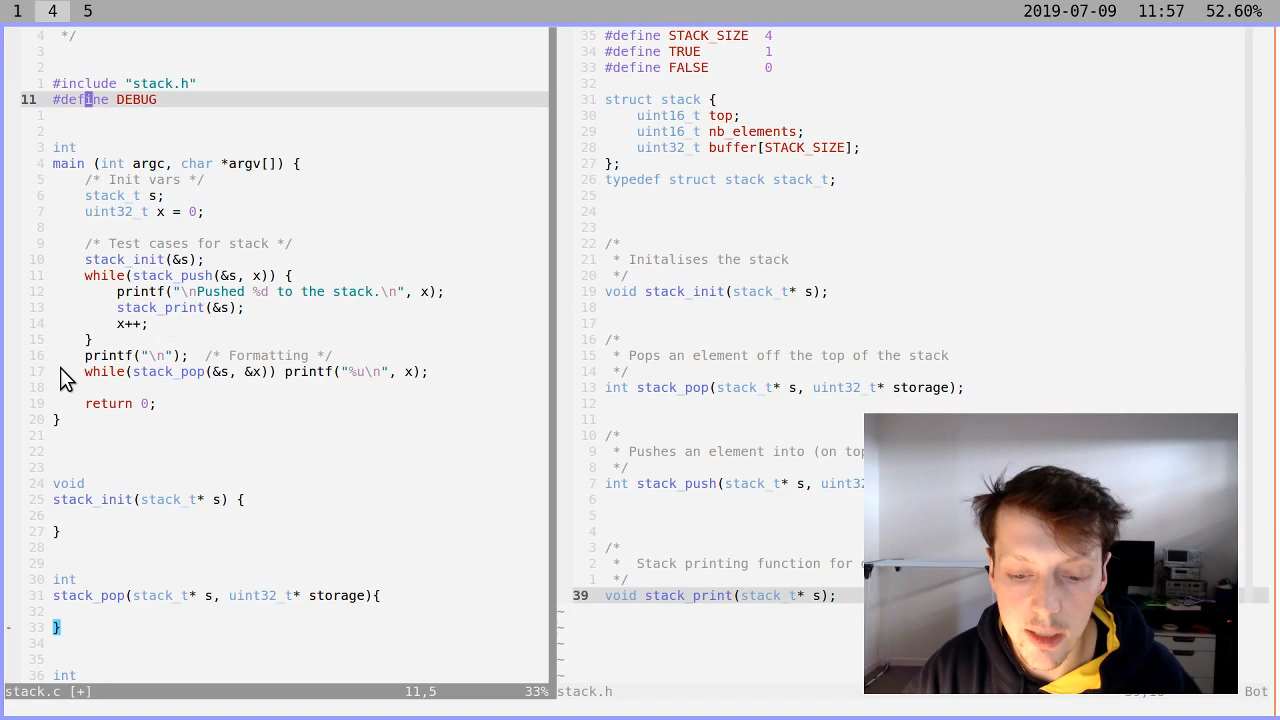 1 4 5 2019-07-09 11:57 52.60%
4 */
3
2
1 #include "stack.h"
11 #define DEBUG
1
2
3 int
4 main (int argc, char *argv[]) {
5 /* Init vars */
6 stack_t s;
7 uint32_t x = 0;
8
9 /* Test cases for stack */
10 stack_init(&s);
11 while(stack_push(&s, x)) {
12 printf("\nPushed %d to the stack.\n", x);
13 stack_print(&s);
14 x++;
15 }
16 printf("\n"); /* Formatting */
17 while(stack_pop(&s, &x)) printf("%u\n", x);
18
19 return 0;
20 }
21
22
23
24 void
25 stack_init(stack_t* s) {
26
27 }
28
29
30 int
31 stack_pop(stack_t* s, uint32_t* storage){
32
- 33 }
34
35
36 int
stack.c [+] 11,5 33%
35 #define STACK_SIZE 4
34 #define TRUE 1
33 #define FALSE 0
32
31 struct stack {
30 uint16_t top;
29 uint16_t nb_elements;
28 uint32_t buffer[STACK_SIZE];
27 };
26 typedef struct stack stack_t;
25
24
23
22 /*
21 * Initalises the stack
20 */
19 void stack_init(stack_t* s);
18
17
16 /*
15 * Pops an element off the top of the stack
14 */
13 int stack_pop(stack_t* s, uint32_t* storage);
12
11
10 /*
9 * Pushes an element into (on
8 */
7 int stack_push(stack_t* s,
6
5
4
3 /*
2 * Stack printing function for
1 */
39 void stack_print(stack_t* s);
~
~
~
~
~
stack.h Bot